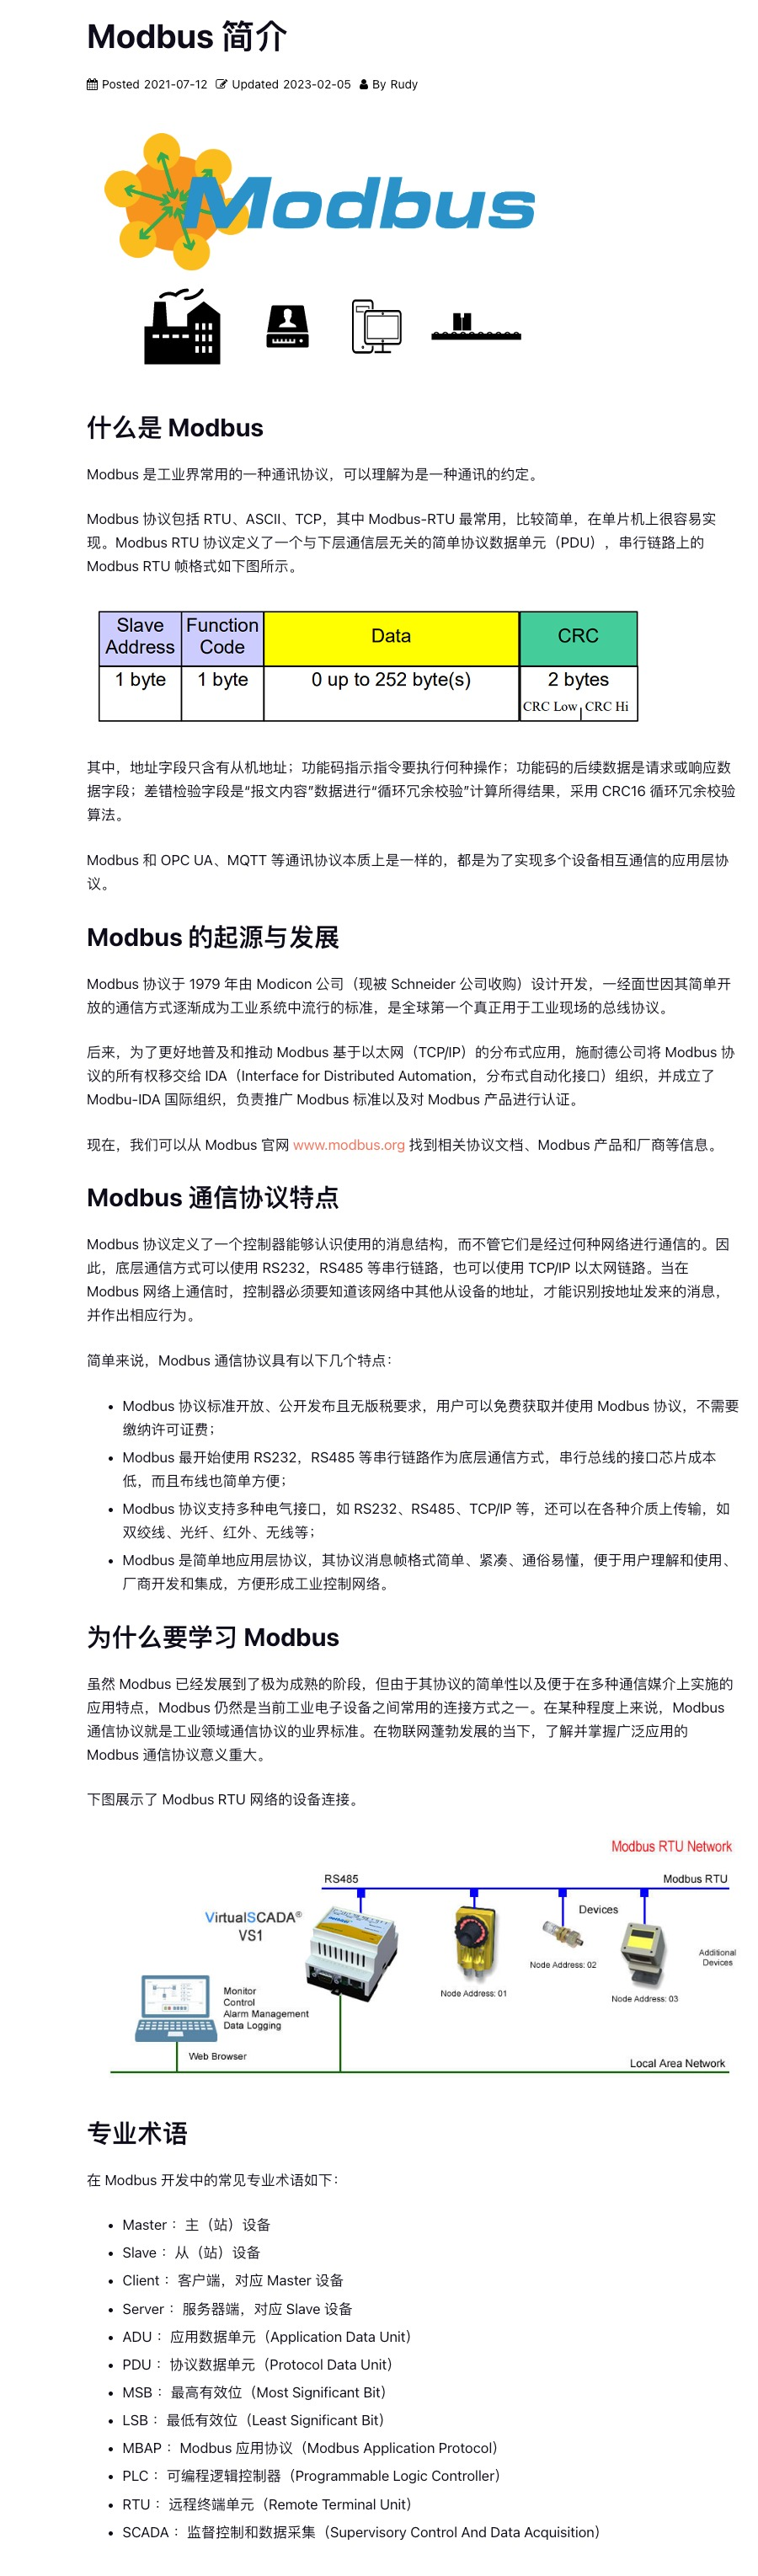 Modbus 简介
Posted 2021-07-12 Updated 2023-02-05 By Rudy
Modbus
什么是 Modbus
Modbus 是工业界常用的一种通讯协议，可以理解为是一种通讯的约定。
Modbus 协议包括 RTU、ASCII、TCP，其中 Modbus-RTU 最常用，比较简单，在单片机上很容易实
现。Modbus RTU 协议定义了一个与下层通信层无关的简单协议数据单元（PDU），串行链路上的
Modbus RTU 帧格式如下图所示。
Slave Address Function Code Data CRC
1 byte 1 byte 0 up to 252 byte(s) 2 bytes
CRC Low CRC Hi
其中，地址字段只含有从机地址；功能码指示指令要执行何种操作；功能码的后续数据是请求或响应数
据字段；差错检验字段是“报文内容”数据进行“循环冗余校验”计算所得结果，采用 CRC16 循环冗余校验
算法。
Modbus 和 OPC UA、MQTT 等通讯协议本质上是一样的，都是为了实现多个设备相互通信的应用层协
议。
Modbus 的起源与发展
Modbus 协议于 1979 年由 Modicon 公司（现被 Schneider 公司收购）设计开发，一经面世因其简单开
放的通信方式逐渐成为工业系统中流行的标准，是全球第一个真正用于工业现场的总线协议。
后来，为了更好地普及和推动 Modbus 基于以太网（TCP/IP）的分布式应用，施耐德公司将 Modbus 协
议的所有权移交给 IDA（Interface for Distributed Automation，分布式自动化接口）组织，并成立了
Modbu-IDA 国际组织，负责推广 Modbus 标准以及对 Modbus 产品进行认证。
现在，我们可以从 Modbus 官网 www.modbus.org 找到相关协议文档、Modbus 产品和厂商等信息。
Modbus 通信协议特点
Modbus 协议定义了一个控制器能够认识使用的消息结构，而不管它们是经过何种网络进行通信的。因
此，底层通信方式可以使用 RS232，RS485 等串行链路，也可以使用 TCP/IP 以太网链路。当在
Modbus 网络上通信时，控制器必须要知道该网络中其他从设备的地址，才能识别按地址发来的消息，
并作出相应行为。
简单来说，Modbus 通信协议具有以下几个特点：
• Modbus 协议标准开放、公开发布且无版税要求，用户可以免费获取并使用 Modbus 协议，不需要
缴纳许可证费；
• Modbus 最开始使用 RS232，RS485 等串行链路作为底层通信方式，串行总线的接口芯片成本
低，而且布线也简单方便；
• Modbus 协议支持多种电气接口，如 RS232、RS485、TCP/IP 等，还可以在各种介质上传输，如
双绞线、光纤、红外、无线等；
• Modbus 是简单地应用层协议，其协议消息帧格式简单、紧凑、通俗易懂，便于用户理解和使用、
厂商开发和集成，方便形成工业控制网络。
为什么要学习 Modbus
虽然 Modbus 已经发展到了极为成熟的阶段，但由于其协议的简单性以及便于在多种通信媒介上实施的
应用特点，Modbus 仍然是当前工业电子设备之间常用的连接方式之一。在某种程度上来说，Modbus
通信协议就是工业领域通信协议的业界标准。在物联网蓬勃发展的当下，了解并掌握广泛应用的
Modbus 通信协议意义重大。
下图展示了 Modbus RTU 网络的设备连接。
Modbus RTU Network
RS485 Modbus RTU
VirtualSCADA®
VS1
Devices
Node Address: 01
Node Address: 02
Node Address: 03
Additional
Devices
Monitor
Control
Alarm Management
Data Logging
Web Browser
Local Area Network
专业术语
在 Modbus 开发中的常见专业术语如下：
• Master： 主（站）设备
• Slave： 从（站）设备
• Client： 客户端，对应 Master 设备
• Server： 服务器端，对应 Slave 设备
• ADU： 应用数据单元（Application Data Unit）
• PDU： 协议数据单元（Protocol Data Unit）
• MSB： 最高有效位（Most Significant Bit）
• LSB： 最低有效位（Least Significant Bit）
• MBAP： Modbus 应用协议（Modbus Application Protocol）
• PLC： 可编程逻辑控制器（Programmable Logic Controller）
• RTU： 远程终端单元（Remote Terminal Unit）
• SCADA： 监督控制和数据采集（Supervisory Control And Data Acquisition）